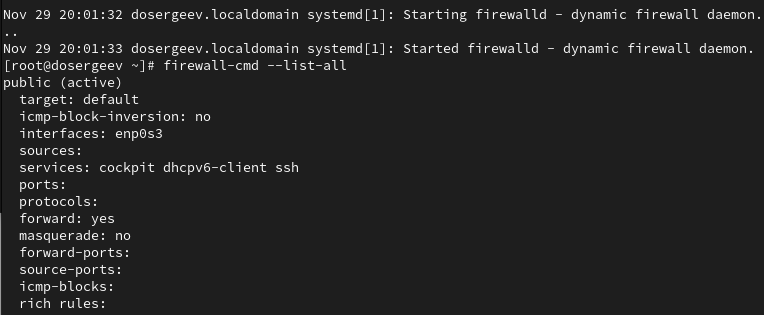 Nov 29 20:01:32 dosergeev.localdomain systemd[1]: Starting firewalld - dynamic firewall daemon.
..
Nov 29 20:01:33 dosergeev.localdomain systemd[1]: Started firewalld - dynamic firewall daemon.
[root@dosergeev ~]# firewall-cmd --list-all
public (active)
  target: default
  icmp-block-inversion: no
  interfaces: enp0s3
  sources:
  services: cockpit dhcpv6-client ssh
  ports:
  protocols:
  forward: yes
  masquerade: no
  forward-ports:
  source-ports:
  icmp-blocks:
  rich rules: